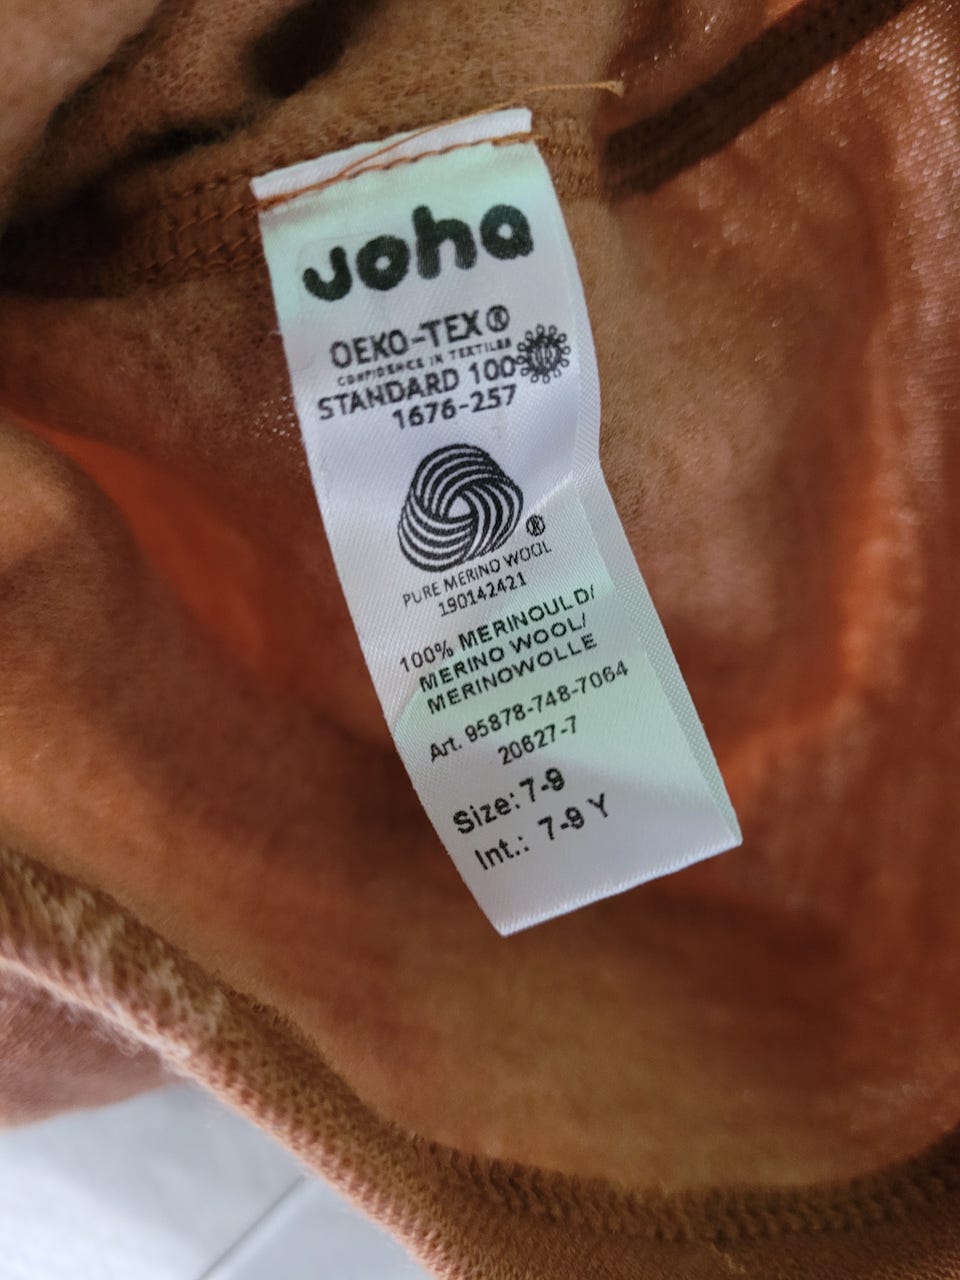 joha
OEKO-TEX®
CONFIDENCE IN TEXTILES
STANDARD 100
1676-257
®
PURE MERINO WOOL
190142421
100% MERINOULD/
MERINO WOOL/
MERINOWOLLE
Art. 95878-748-7064
20627-7
Size: 7-9
Int.: 7-9 Y